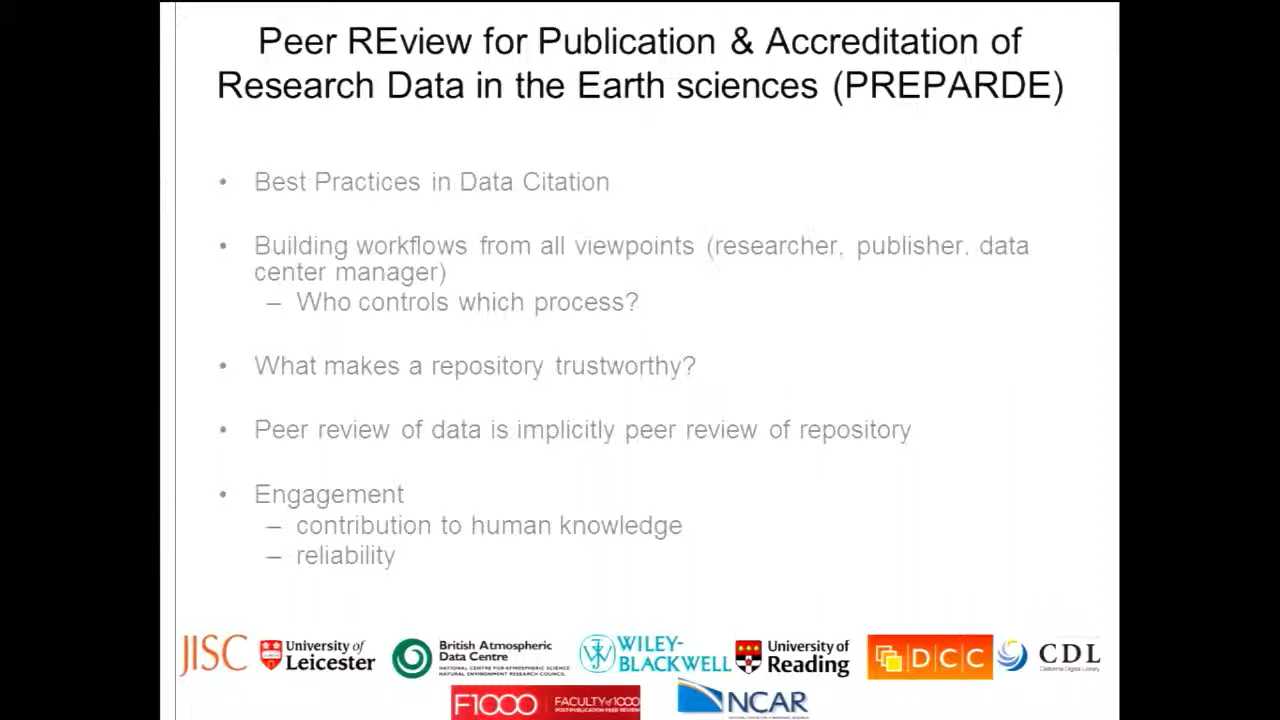 Peer REview for Publication & Accreditation of
Research Data in the Earth sciences (PREPARDE)
• Best Practices in Data Citation
• Building workflows from all viewpoints (researcher, publisher, data
center manager)
– Who controls which process?
• What makes a repository trustworthy?
• Peer review of data is implicitly peer review of repository
• Engagement
– contribution to human knowledge
– reliability
JISC
University of
Leicester
British Atmospheric
Data Centre
NATIONAL CENTRE FOR ATMOSPHERIC SCIENCE
NATURAL ENVIRONMENT RESEARCH COUNCIL
WILEY-
BLACKWELL
University of
Reading
DCC
CDL
California Digital Library
F1000
FACULTY of 1000
POST-PUBLICATION PEER REVIEW
NCAR